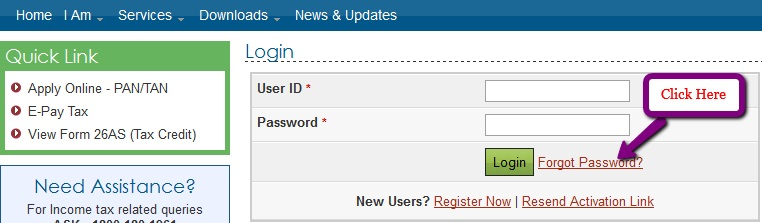 Home I Am Services Downloads News & Updates
Quick Link
Apply Online - PAN/TAN
E-Pay Tax
View Form 26AS (Tax Credit)
Need Assistance?
For Income tax related queries
Login
User ID *
Click Here
Password *
Login Forgot Password?
New Users? Register Now | Resend Activation Link